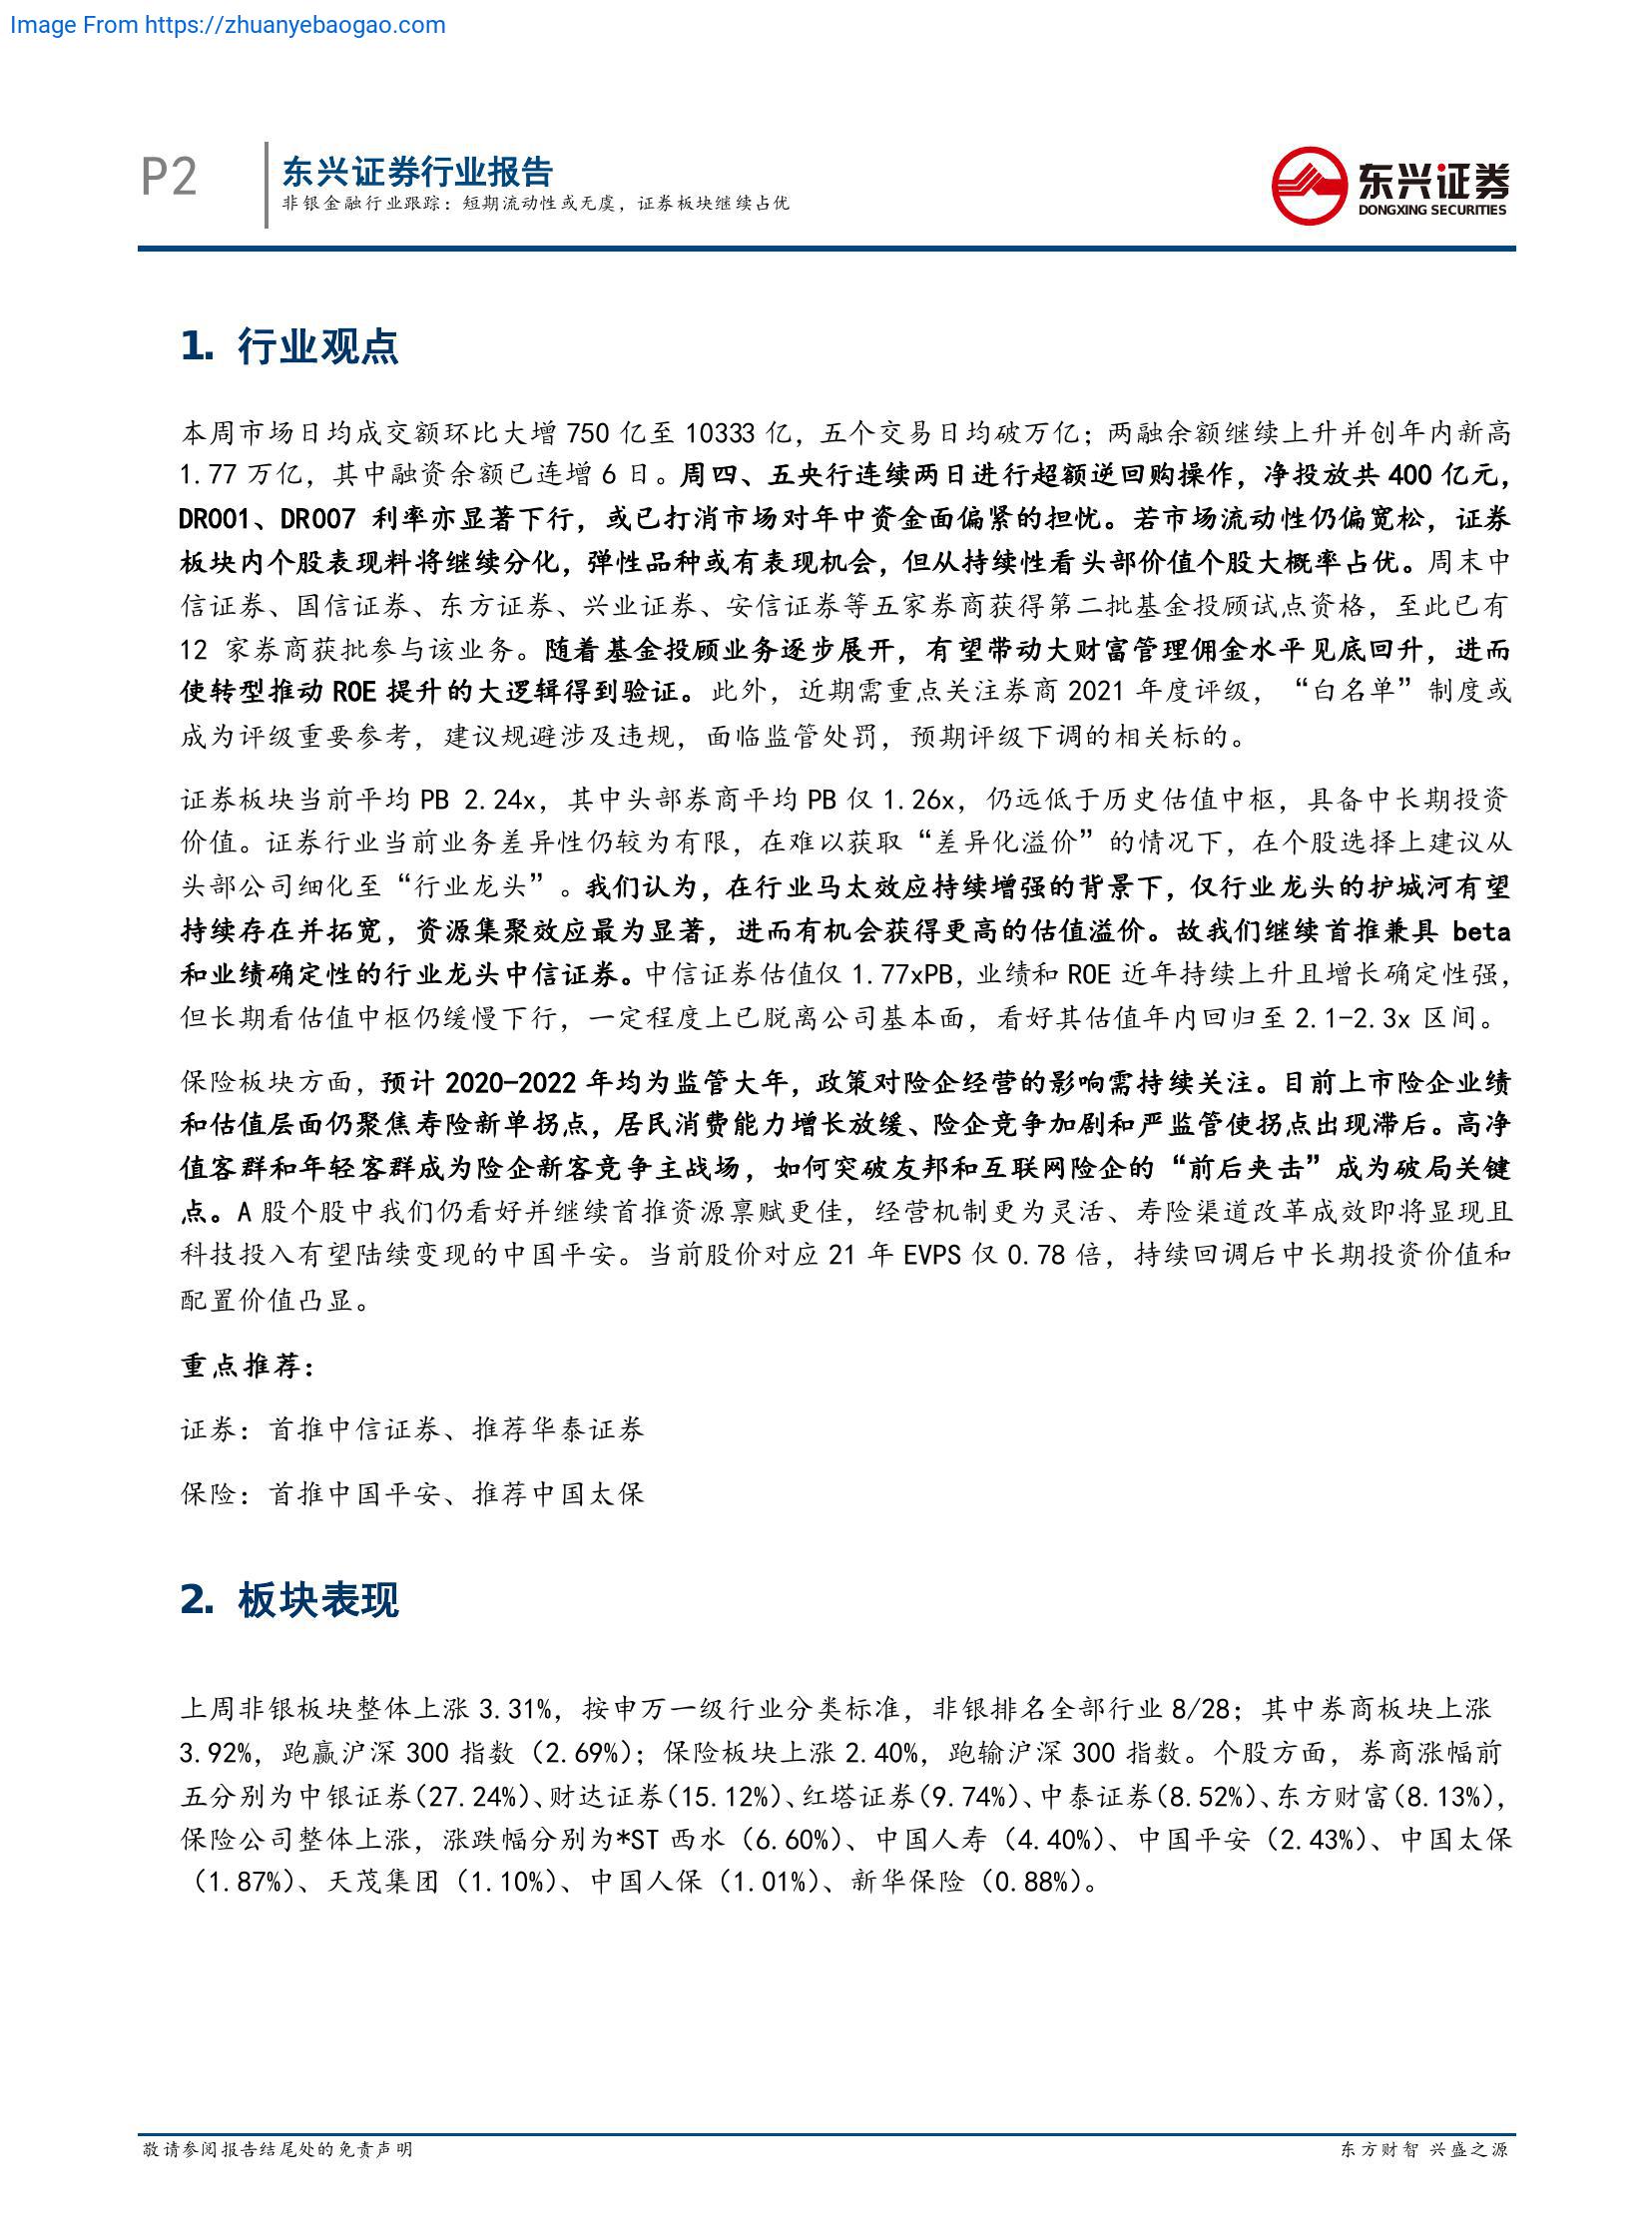 Image From https://zhuanyebaogao.com
P2
东兴证券行业报告
非银金融行业跟踪：短期流动性或无虞，证券板块继续占优
东兴证券
DONGXING SECURITIES
1. 行业观点
本周市场日均成交额环比大增 750 亿至 10333 亿，五个交易日均破万亿；两融余额继续上升并创年内新高
1.77 万亿，其中融资余额已连增 6 日。周四、五央行连续两日进行超额逆回购操作，净投放共 400 亿元，
DR001、DR007 利率亦显著下行，或已打消市场对年中资金面偏紧的担忧。若市场流动性仍偏宽松，证券
板块内个股表现料将继续分化，弹性品种或有表现机会，但从持续性看头部价值个股大概率占优。周末中
信证券、国信证券、东方证券、兴业证券、安信证券等五家券商获得第二批基金投顾试点资格，至此已有
12 家券商获批参与该业务。随着基金投顾业务逐步展开，有望带动大财富管理佣金水平见底回升，进而
使转型推动 ROE 提升的大逻辑得到验证。此外，近期需重点关注券商 2021 年度评级，“白名单”制度或
成为评级重要参考，建议规避涉及违规，面临监管处罚，预期评级下调的相关标的。
证券板块当前平均 PB 2.24x，其中头部券商平均 PB 仅 1.26x，仍远低于历史估值中枢，具备中长期投资
价值。证券行业当前业务差异性仍较为有限，在难以获取“差异化溢价”的情况下，在个股选择上建议从
头部公司细化至“行业龙头”。我们认为，在行业马太效应持续增强的背景下，仅行业龙头的护城河有望
持续存在并拓宽，资源集聚效应最为显著，进而有机会获得更高的估值溢价。故我们继续首推兼具 beta
和业绩确定性的行业龙头中信证券。中信证券估值仅 1.77xPB，业绩和 ROE 近年持续上升且增长确定性强，
但长期看估值中枢仍缓慢下行，一定程度上已脱离公司基本面，看好其估值年内回归至 2.1-2.3x 区间。
保险板块方面，预计 2020-2022 年均为监管大年，政策对险企经营的影响需持续关注。目前上市险企业绩
和估值层面仍聚焦寿险新单拐点，居民消费能力增长放缓、险企竞争加剧和严监管使拐点出现滞后。高净
值客群和年轻客群成为险企新客竞争主战场，如何突破友邦和互联网险企的“前后夹击”成为破局关键
点。A 股个股中我们仍看好并继续首推资源禀赋更佳，经营机制更为灵活、寿险渠道改革成效即将显现且
科技投入有望陆续变现的中国平安。当前股价对应 21 年 EVPS 仅 0.78 倍，持续回调后中长期投资价值和
配置价值凸显。
重点推荐：
证券：首推中信证券、推荐华泰证券
保险：首推中国平安、推荐中国太保
2. 板块表现
上周非银板块整体上涨 3.31%，按申万一级行业分类标准，非银排名全部行业 8/28；其中券商板块上涨
3.92%，跑赢沪深 300 指数（2.69%）；保险板块上涨 2.40%，跑输沪深 300 指数。个股方面，券商涨幅前
五分别为中银证券（27.24%）、财达证券（15.12%）、红塔证券（9.74%）、中泰证券（8.52%）、东方财富（8.13%），
保险公司整体上涨，涨跌幅分别为*ST 西水（6.60%）、中国人寿（4.40%）、中国平安（2.43%）、中国太保
（1.87%）、天茂集团（1.10%）、中国人保（1.01%）、新华保险（0.88%）。
敬请参阅报告结尾处的免责声明
东方财智 兴盛之源